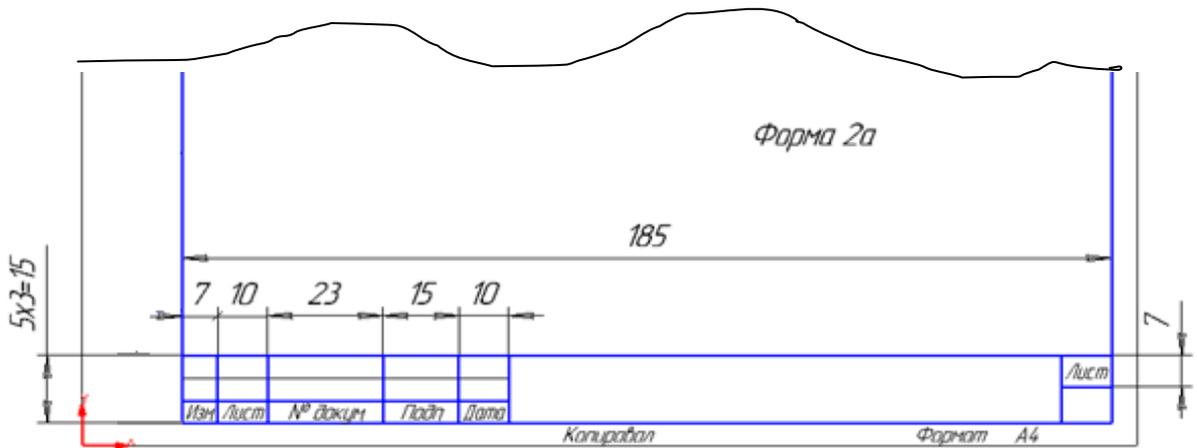 Форма 2а
185
5х3=15
7 10 23 15 10
7
Лист
Изм Лист № докум Подп Дата
Копировал Формат А4